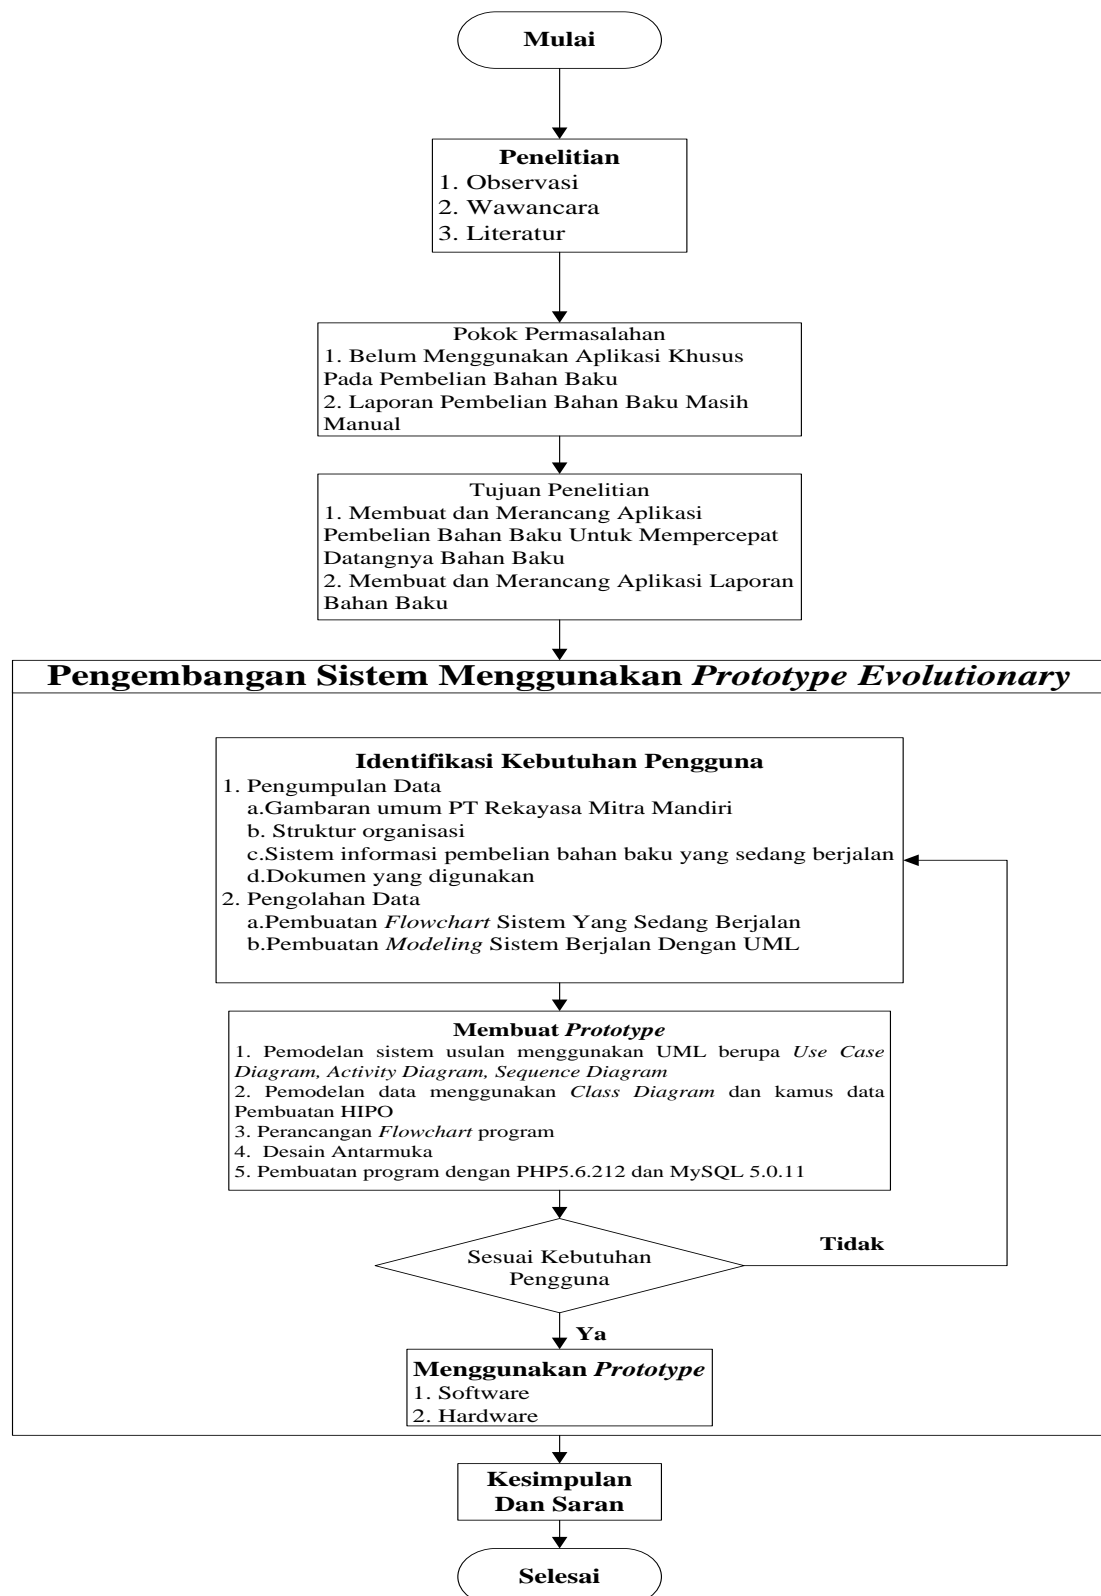 Mulai
Penelitian
1. Observasi
2. Wawancara
3. Literatur
Pokok Permasalahan
1. Belum Menggunakan Aplikasi Khusus
Pada Pembelian Bahan Baku
2. Laporan Pembelian Bahan Baku Masih
Manual
Tujuan Penelitian
1. Membuat dan Merancang Aplikasi
Pembelian Bahan Baku Untuk Mempercepat
Datangnya Bahan Baku
2. Membuat dan Merancang Aplikasi Laporan
Bahan Baku
Pengembangan Sistem Menggunakan Prototype Evolutionary
Identifikasi Kebutuhan Pengguna
1. Pengumpulan Data
a.Gambaran umum PT Rekayasa Mitra Mandiri
b. Struktur organisasi
c.Sistem informasi pembelian bahan baku yang sedang berjalan
d.Dokumen yang digunakan
2. Pengolahan Data
a.Pembuatan Flowchart Sistem Yang Sedang Berjalan
b.Pembuatan Modeling Sistem Berjalan Dengan UML
Membuat Prototype
1. Pemodelan sistem usulan menggunakan UML berupa Use Case
Diagram, Activity Diagram, Sequence Diagram
2. Pemodelan data menggunakan Class Diagram dan kamus data
Pembuatan HIPO
3. Perancangan Flowchart program
4. Desain Antarmuka
5. Pembuatan program dengan PHP5.6.212 dan MySQL 5.0.11
Sesuai Kebutuhan
Pengguna
Tidak
Ya
Menggunakan Prototype
1. Software
2. Hardware
Kesimpulan
Dan Saran
Selesai